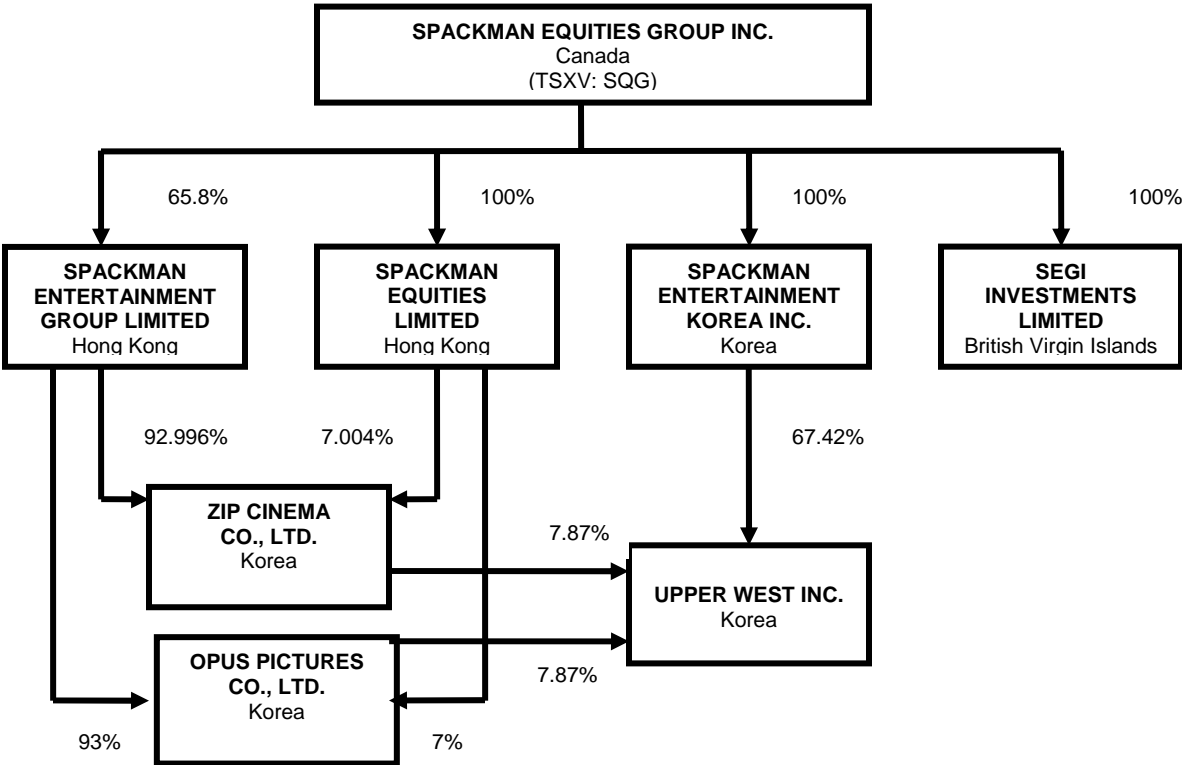 SPACKMAN EQUITIES GROUP INC.
Canada
(TSXV: SQG)
65.8%
100%
100%
100%
SPACKMAN
ENTERTAINMENT
GROUP LIMITED
Hong Kong
SPACKMAN
EQUITIES
LIMITED
Hong Kong
SPACKMAN
ENTERTAINMENT
KOREA INC.
Korea
SEGI
INVESTMENTS
LIMITED
British Virgin Islands
92.996%
7.004%
67.42%
ZIP CINEMA
CO., LTD.
Korea
7.87%
UPPER WEST INC.
Korea
OPUS PICTURES
CO., LTD.
Korea
7.87%
93%
7%